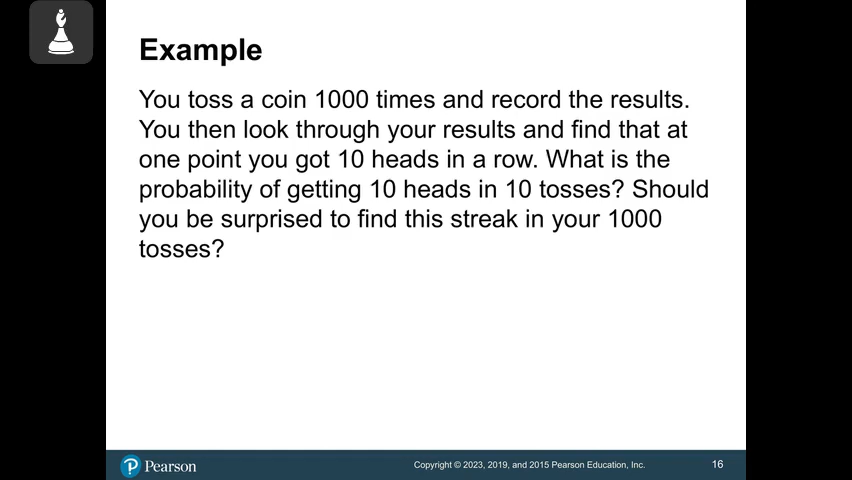 Example
You toss a coin 1000 times and record the results.
You then look through your results and find that at
one point you got 10 heads in a row. What is the
probability of getting 10 heads in 10 tosses? Should
you be surprised to find this streak in your 1000
tosses?
Pearson
Copyright © 2023, 2019, and 2015 Pearson Education, Inc.
16